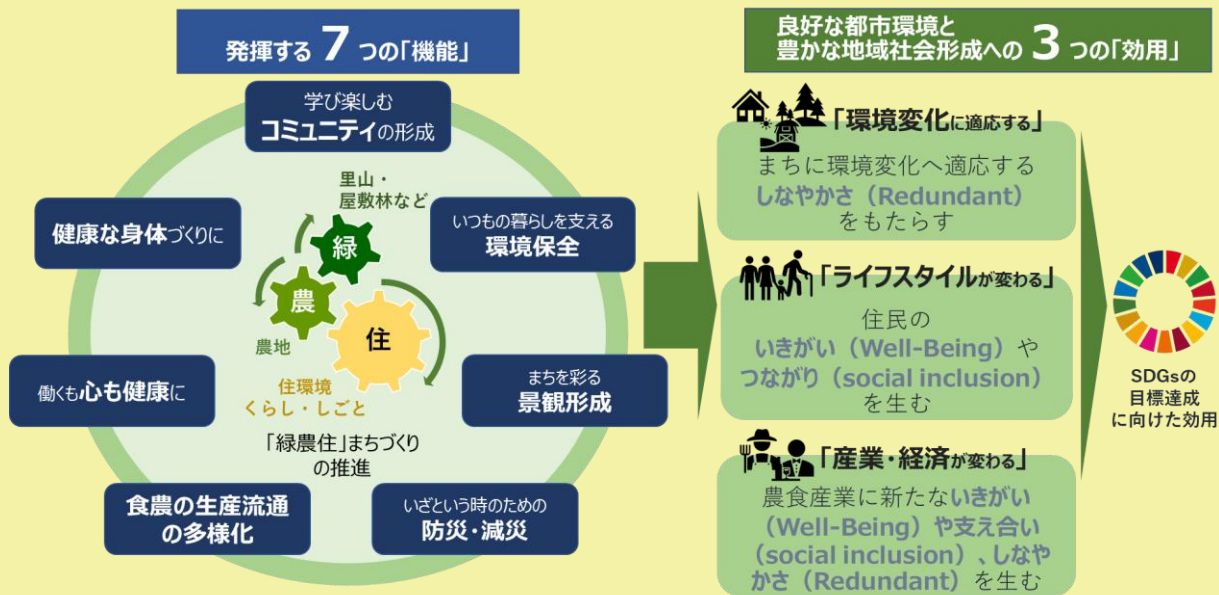 発揮する 7 つの「機能」
学び楽しむ
コミュニティの形成
健康な身体づくりに
いつもの暮らしを支える
環境保全
里山・
屋敷林など
緑
農
住
農地
住環境
くらし・しごと
「緑農住」まちづくり
の推進
働くも心も健康に
まちを彩る
景観形成
食農の生産流通
の多様化
いざという時のための
防災・減災
良好な都市環境と
豊かな地域社会形成への 3 つの「効用」
「環境変化に適応する」
まちに環境変化へ適応する
しなやかさ（Redundant）
をもたらす
「ライフスタイルが変わる」
住民の
いきがい（Well-Being）や
つながり（social inclusion）
を生む
「産業・経済が変わる」
農食産業に新たないきがい
（Well-Being）や支え合い
（social inclusion）、しなや
かさ（Redundant）を生む
SDGsの
目標達成
に向けた効用